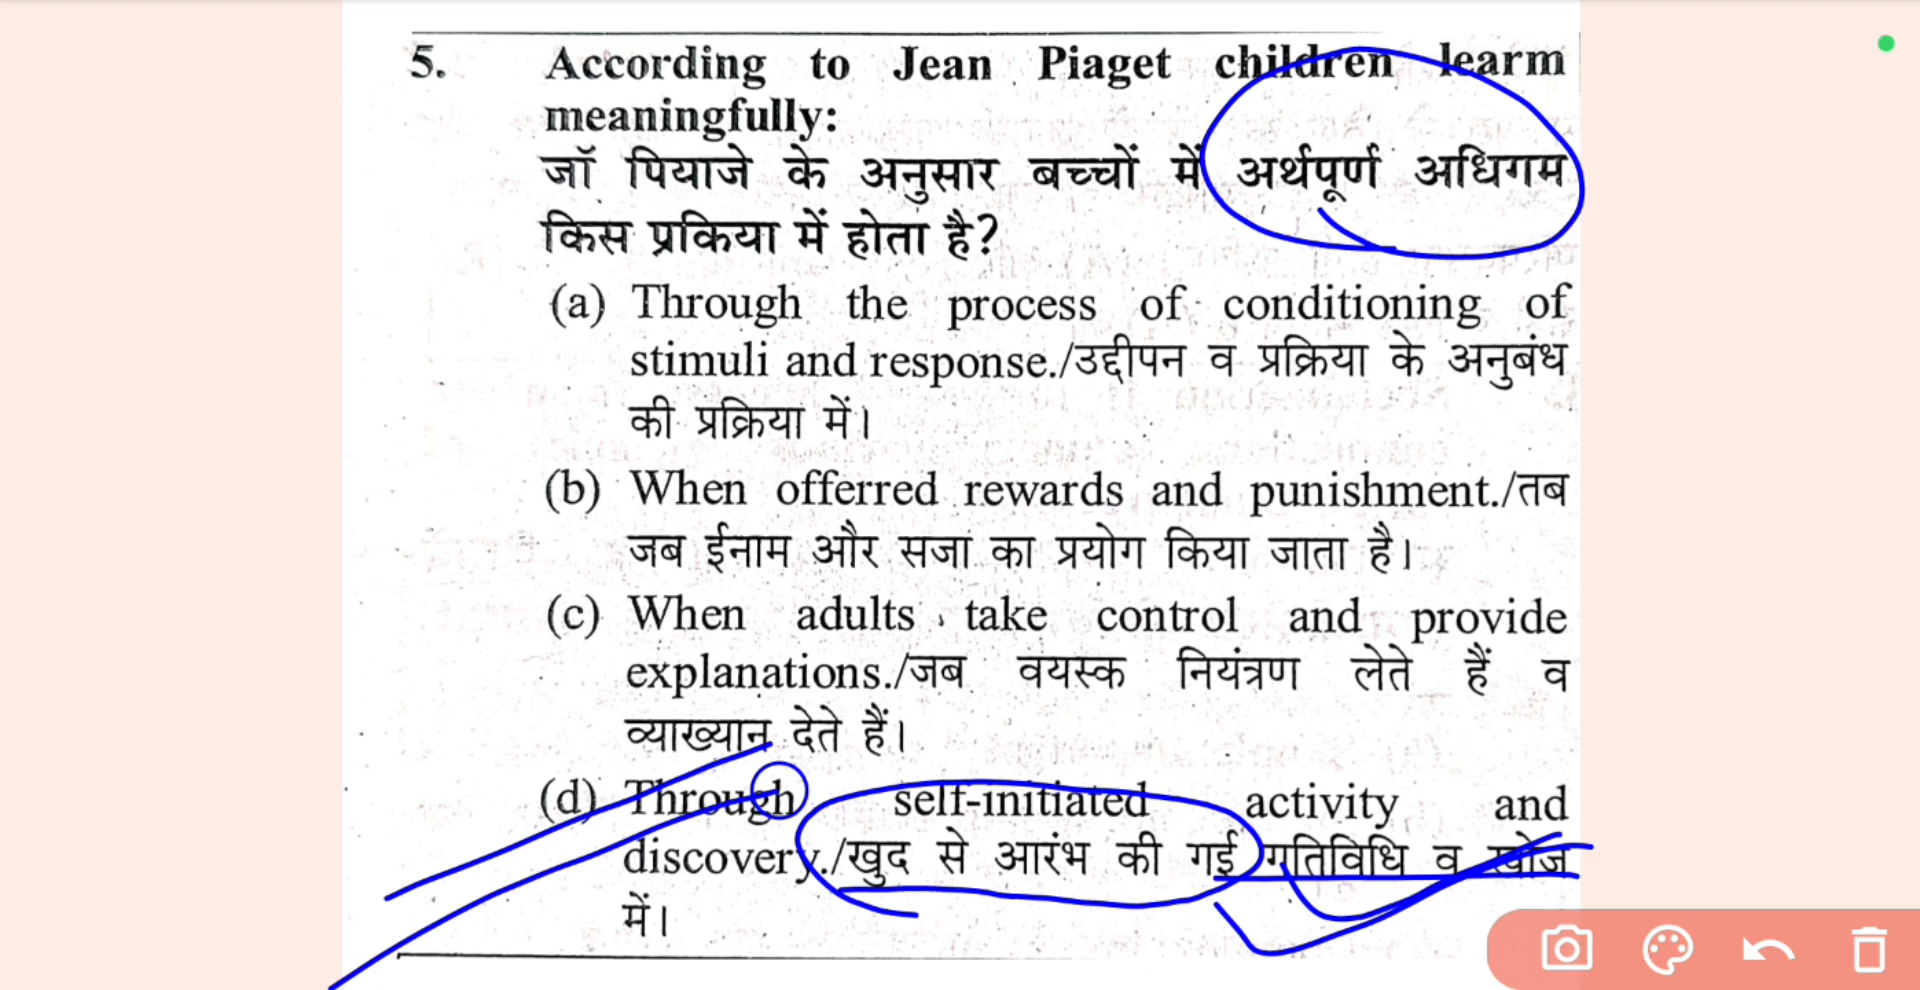 5. According to Jean Piaget children learm
meaningfully:
जॉ पियाजे के अनुसार बच्चों में अर्थपूर्ण अधिगम
किस प्रकिया में होता है?
(a) Through the process of conditioning of
stimuli and response./उद्दीपन व प्रक्रिया के अनुबंध
की प्रक्रिया में।
(b) When offerred rewards and punishment./तब
जब ईनाम और सजा का प्रयोग किया जाता है।
(c) When adults take control and provide
explanations./जब वयस्क नियंत्रण लेते हैं व
व्याख्यान देते हैं।
(d) Through self-initiated activity and
discovery./खुद से आरंभ की गई गतिविधि व खोज
में।